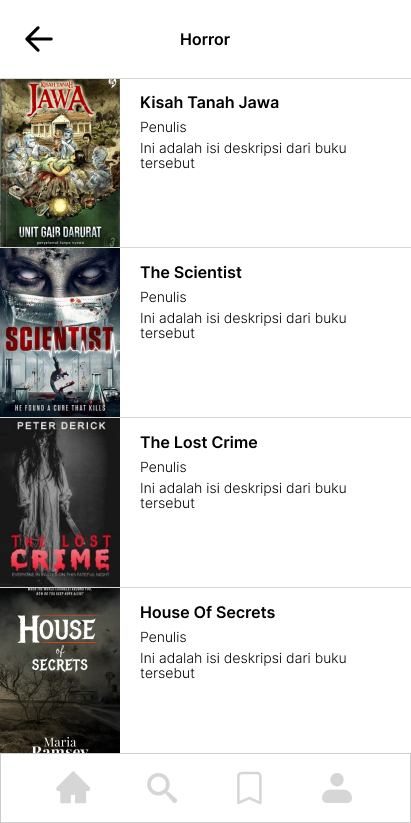 Horror
KISAH TANAH
JAWA
UNIT GAIB DARURAT
Kisah Tanah Jawa
Penulis
Ini adalah isi deskripsi dari buku
tersebut
THE
SCIENTIST
HE FOUND A CURE THAT KILLS
The Scientist
Penulis
Ini adalah isi deskripsi dari buku
tersebut
PETER DERICK
THE LOST
CRIME
The Lost Crime
Penulis
Ini adalah isi deskripsi dari buku
tersebut
HOUSE
of
SECRETS
Maria
Ramsey
House Of Secrets
Penulis
Ini adalah isi deskripsi dari buku
tersebut